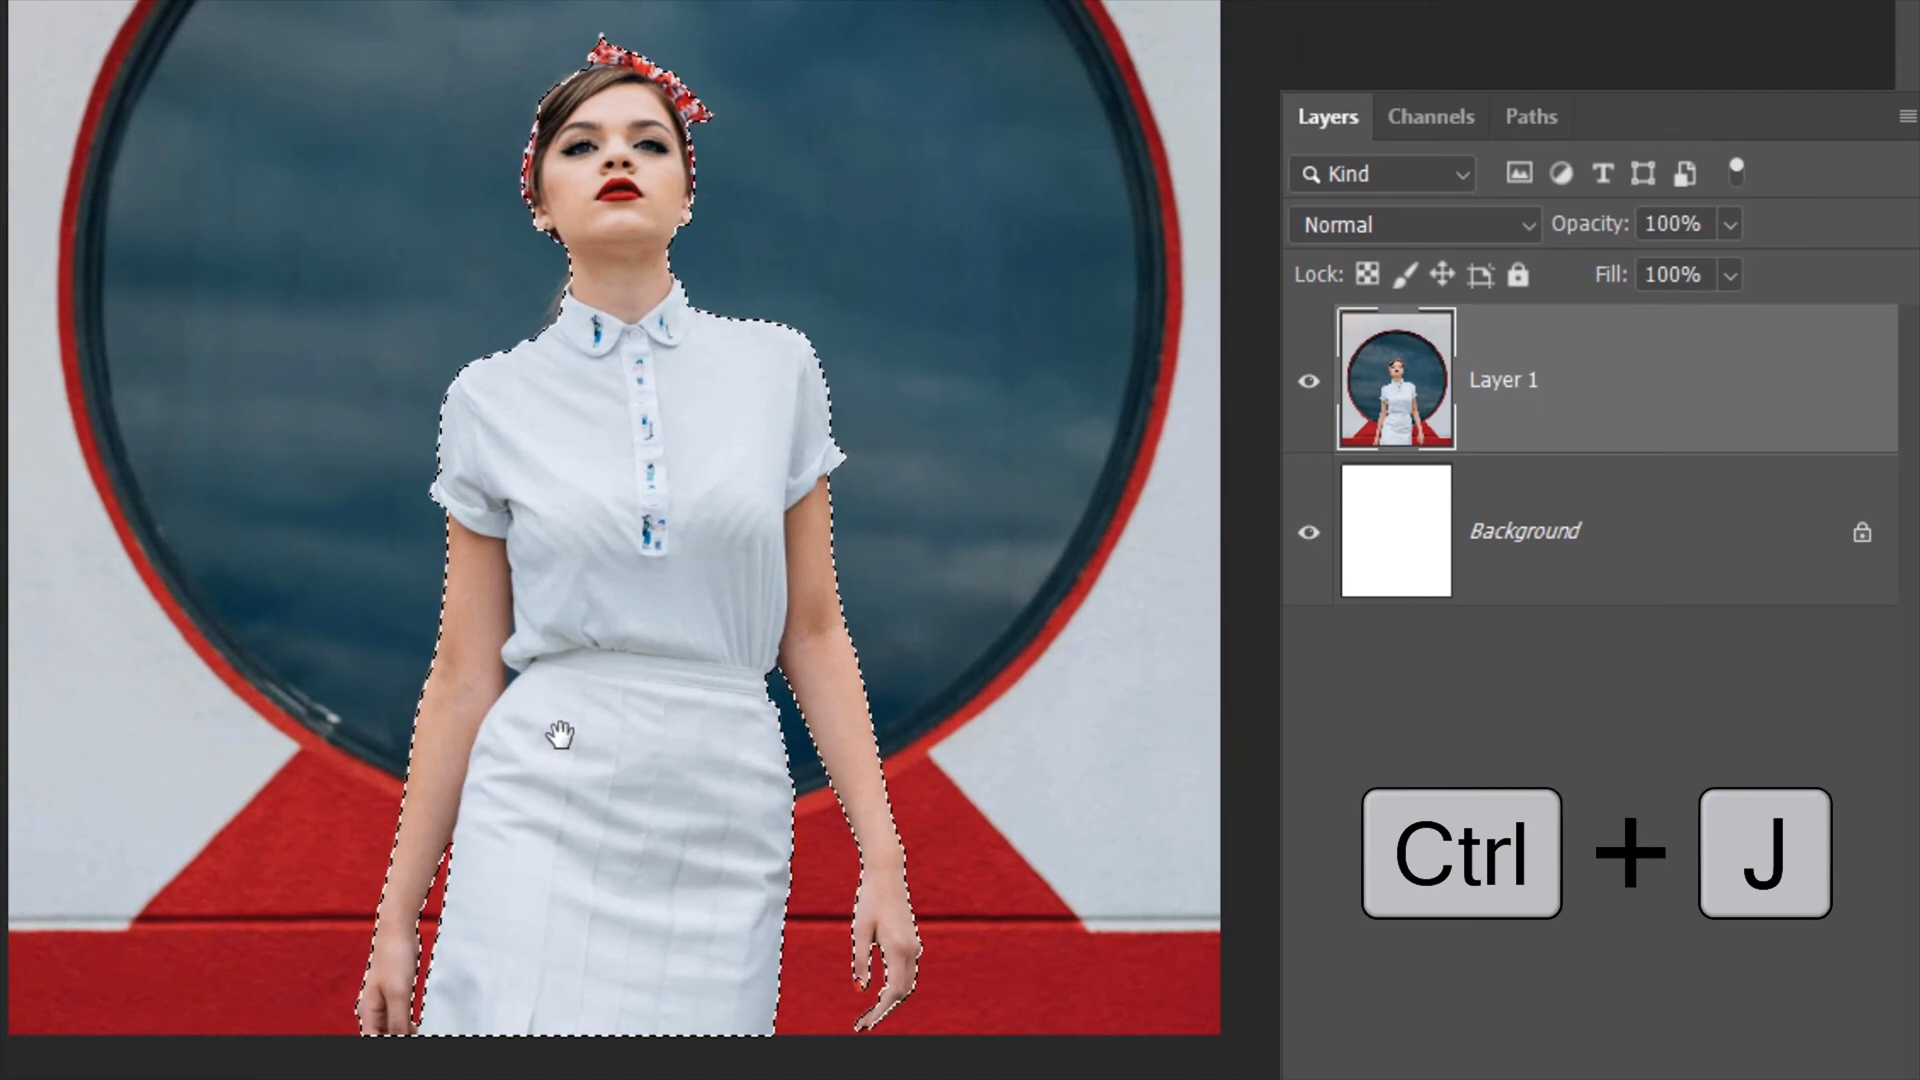 Layers Channels Paths
Kind
Normal Opacity: 100%
Lock: Fill: 100%
Layer 1
Background
Ctrl + J